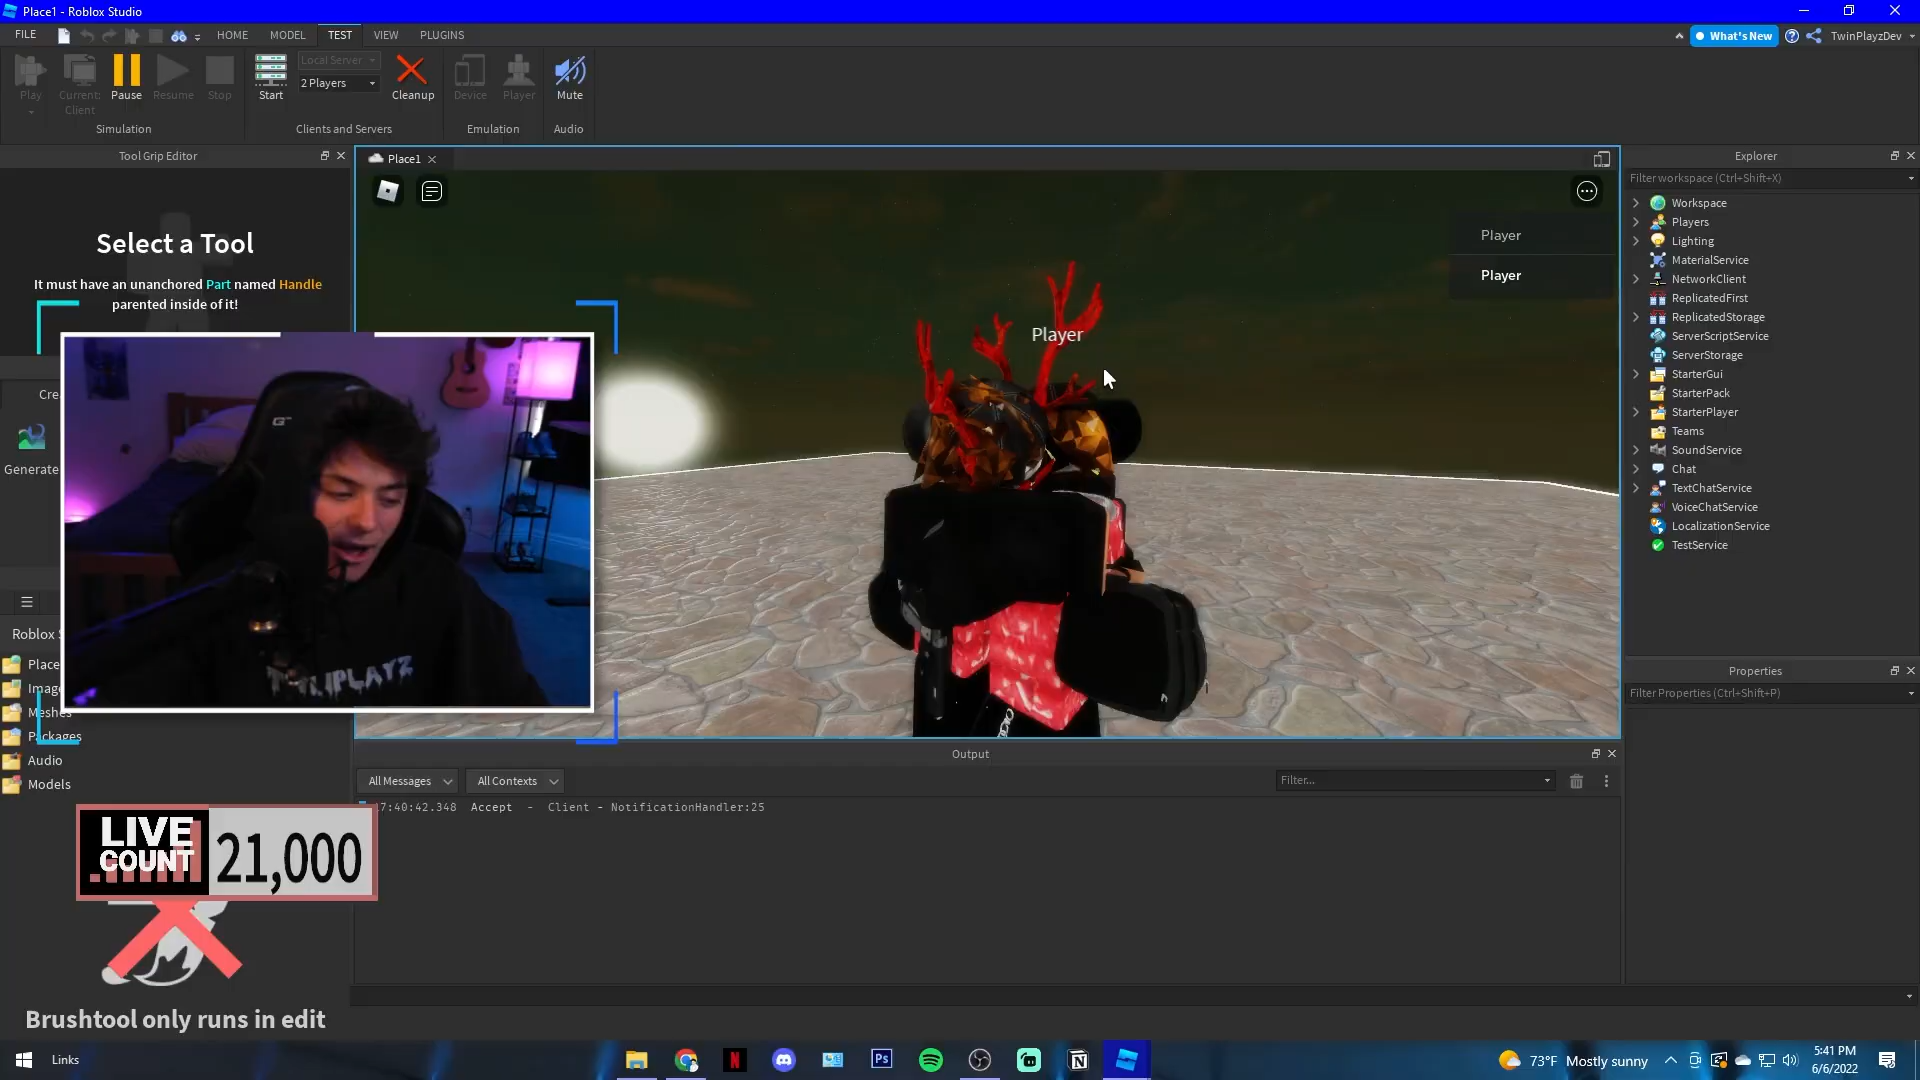 Place1 - Roblox Studio
FILE HOME MODEL TEST VIEW PLUGINS What's New TwinPlayzDev
Play Current: Client Pause Resume Stop Start Local Server 2 Players Cleanup Device Player Mute
Simulation Clients and Servers Emulation Audio
Tool Grip Editor
Select a Tool
It must have an unanchored Part named Handle
parented inside of it!
Cre
Generate
Roblox
Place
Imag
Meshes
Packages
Audio
Models
LIVE
COUNT
21,000
Brushtool only runs in edit
Place1
Player
Player
Player
Output
All Messages All Contexts Filter...
17:40:42.348 Accept - Client - NotificationHandler:25
Explorer
Filter workspace (Ctrl+Shift+X)
Workspace
Players
Lighting
MaterialService
NetworkClient
ReplicatedFirst
ReplicatedStorage
ServerScriptService
ServerStorage
StarterGui
StarterPack
StarterPlayer
Teams
SoundService
Chat
TextChatService
VoiceChatService
LocalizationService
TestService
Properties
Filter Properties (Ctrl+Shift+P)
Links
Ps
73°F Mostly sunny
5:41 PM
6/6/2022